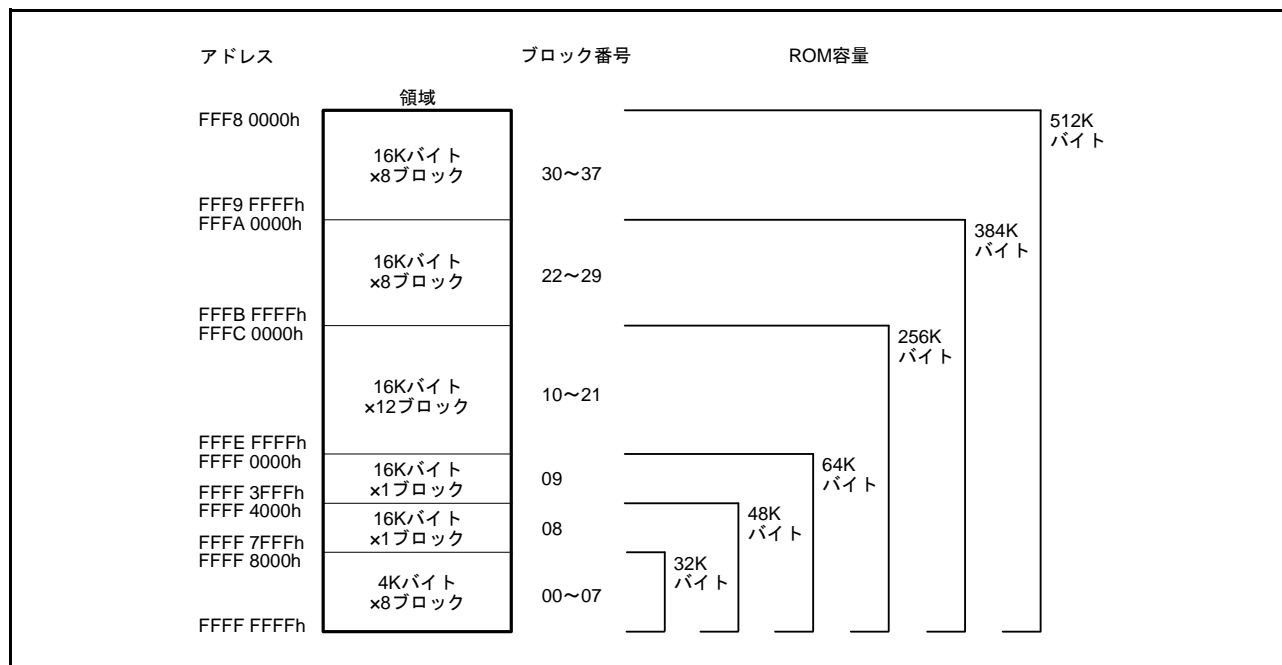 アドレス
ブロック番号
ROM容量
領域
FFF8 0000h
512K
バイト
16Kバイト
×8ブロック
30～37
FFF9 FFFFh
FFFA 0000h
384K
バイト
16Kバイト
×8ブロック
22～29
FFFB FFFFh
FFFC 0000h
256K
バイト
16Kバイト
×12ブロック
10～21
FFFE FFFFh
FFFF 0000h
64K
バイト
16Kバイト
×1ブロック
09
FFFF 3FFFh
FFFF 4000h
48K
バイト
16Kバイト
×1ブロック
08
FFFF 7FFFh
FFFF 8000h
32K
バイト
4Kバイト
×8ブロック
00～07
FFFF FFFFh